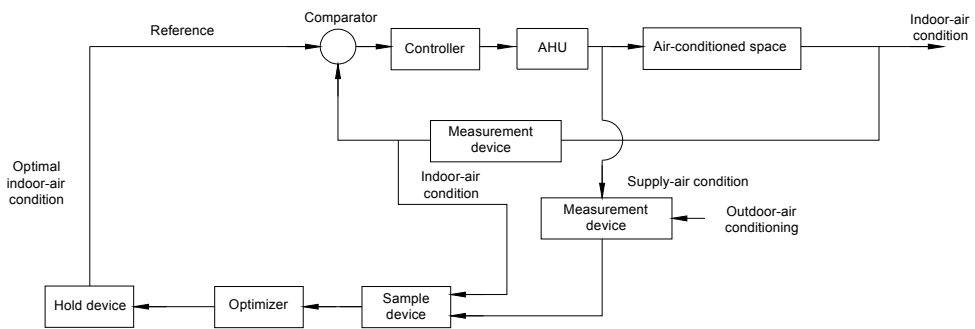 Comparator
Indoor-air
condition
Reference
Controller
AHU
Air-conditioned space
Measurement
device
Optimal
indoor-air
condition
Indoor-air
condition
Supply-air condition
Measurement
device
Outdoor-air
conditioning
Hold device
Optimizer
Sample
device